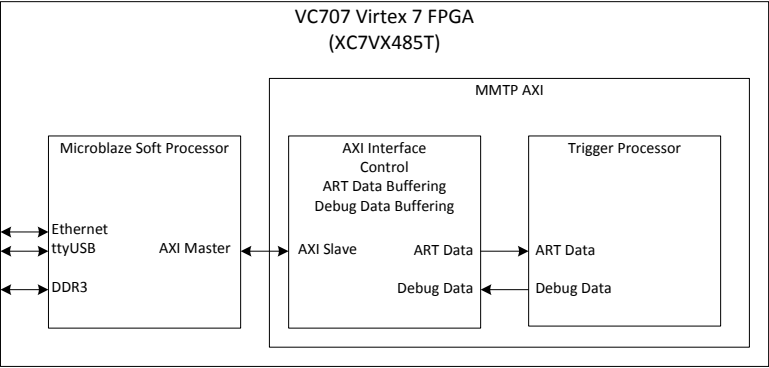 VC707 Virtex 7 FPGA
(XC7VX485T)
MMTP AXI
Microblaze Soft Processor
AXI Interface
Control
ART Data Buffering
Debug Data Buffering
Trigger Processor
Ethernet
ttyUSB
AXI Master
AXI Slave
ART Data
ART Data
DDR3
Debug Data
Debug Data